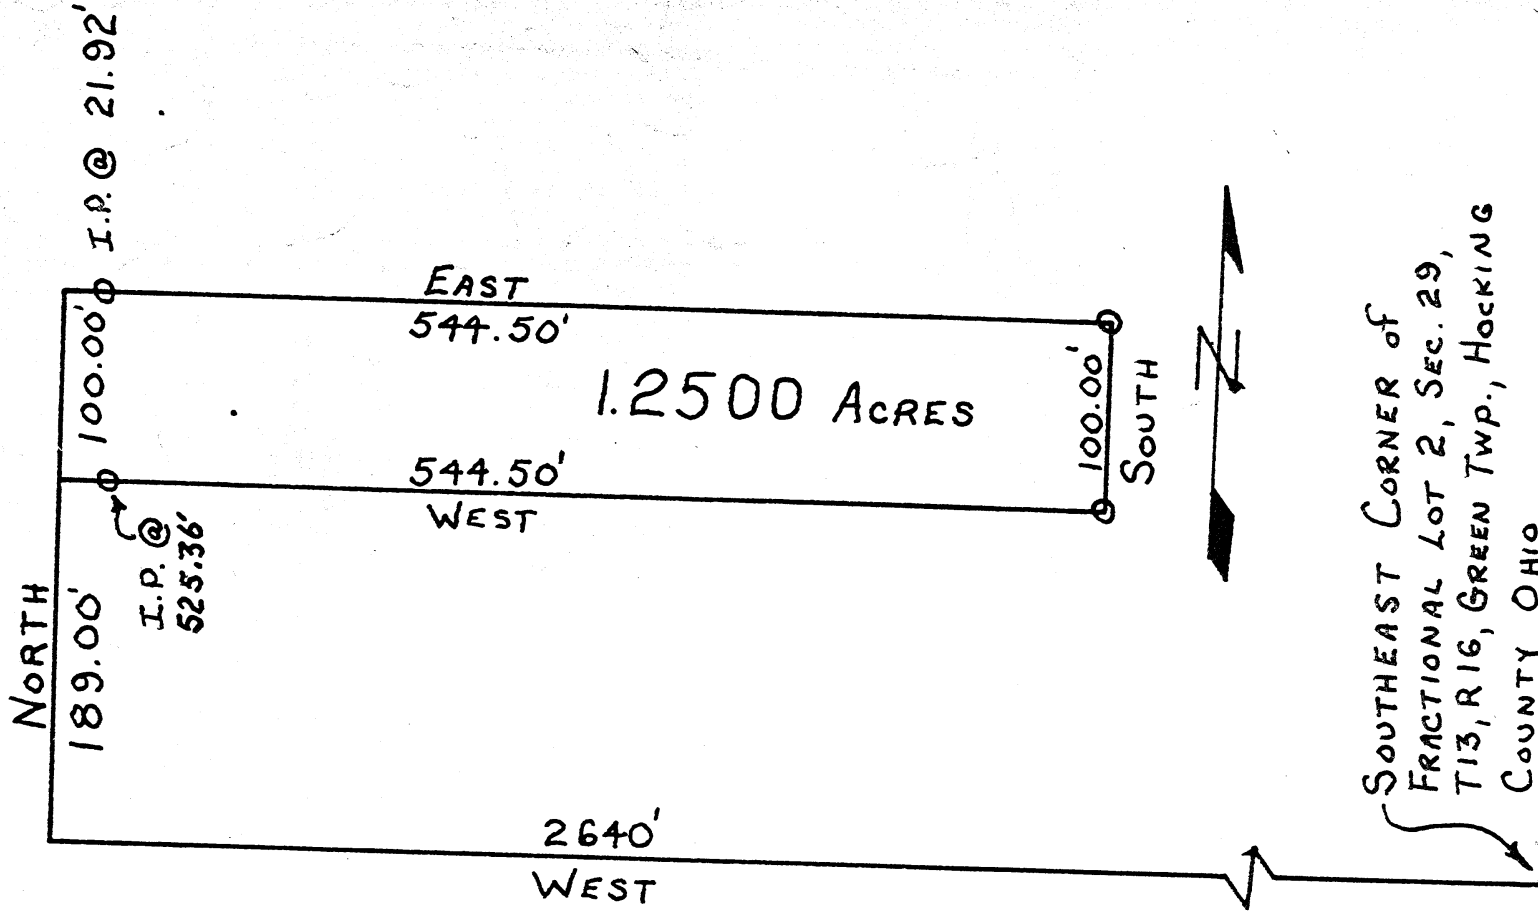 I.P. @ 21.92'
EAST
544.50'
100.00'
1.2500 ACRES
100.00'
SOUTH
N
544.50'
WEST
I.P. @
525.36'
NORTH
189.00'
2640'
WEST
SOUTHEAST CORNER of
FRACTIONAL LOT 2, SEC. 29,
T13, R16, GREEN TWP., HOCKING
COUNTY OHIO